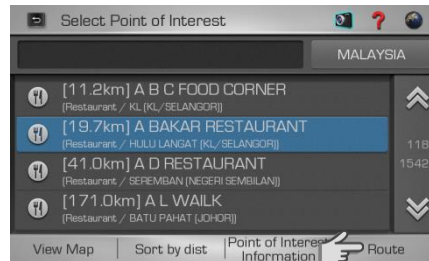 Select Point of Interest
?
MALAYSIA
[11.2km] A B C FOOD CORNER
(Restaurant / KL (KL/SELANGOR))
[19.7km] A BAKAR RESTAURANT
(Restaurant / HULU LANGAT (KL/SELANGOR))
118
[41.0km] A D RESTAURANT
1542
(Restaurant / SEREMBAN (NEGERI SEMBILAN))
[171.0km] A L WAILK
(Restaurant / BATU PAHAT (JOHOR))
View Map
Sort by dist
Point of Interest
Information
Route